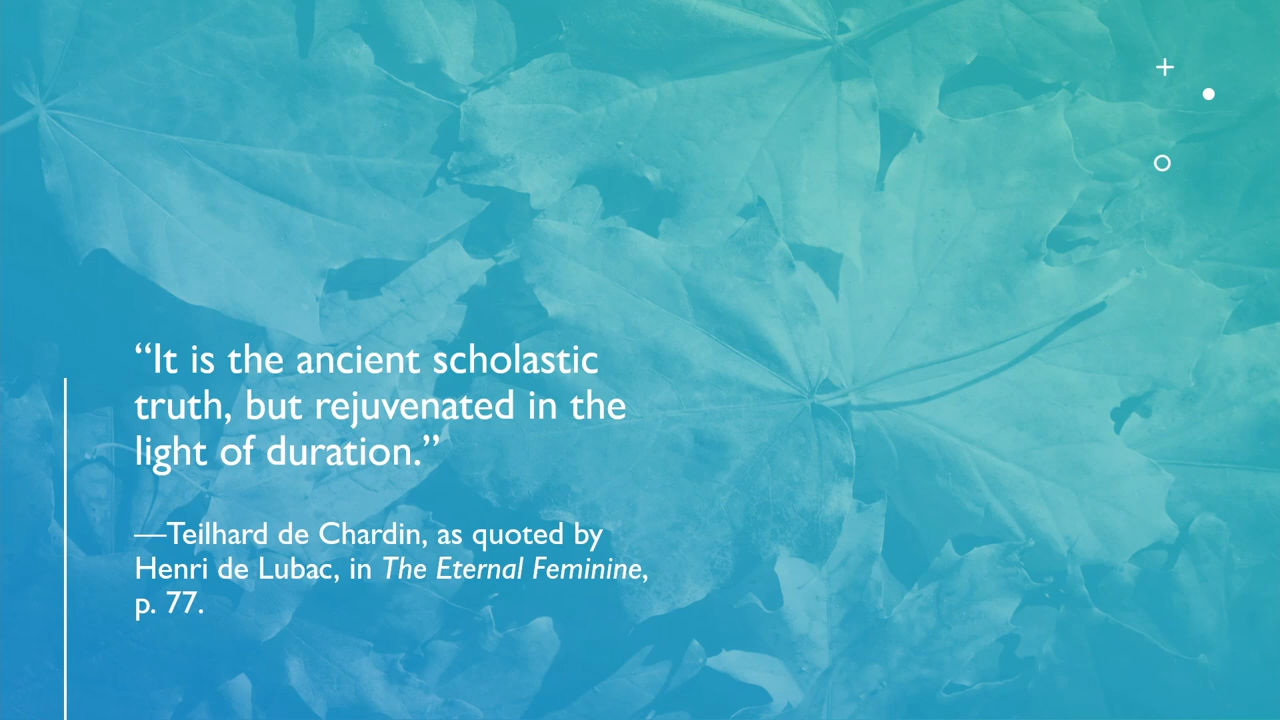 “It is the ancient scholastic
truth, but rejuvenated in the
light of duration.”
—Teilhard de Chardin, as quoted by
Henri de Lubac, in The Eternal Feminine,
p. 77.